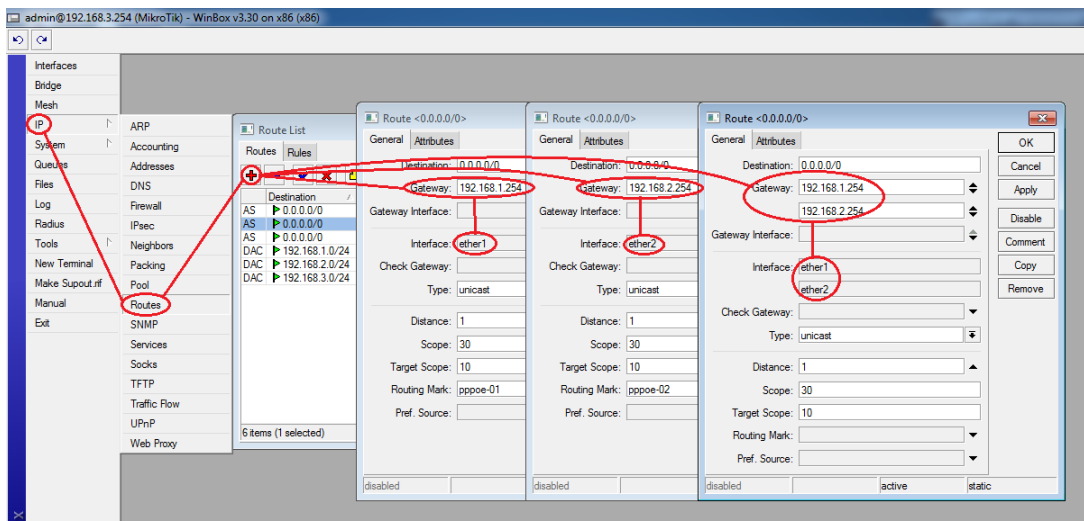 admin@192.168.3.254 (MikroTik) - WinBox v3.30 on x86 (x86)
Interfaces
Bridge
Mesh
IP
System
Queues
Files
Log
Radius
Tools
New Terminal
Make Supout.rif
Manual
Exit
ARP
Accounting
Addresses
DNS
Firewall
IPsec
Neighbors
Packing
Pool
Routes
SNMP
Services
Socks
TFTP
Traffic Flow
UPnP
Web Proxy
Route List
Routes Rules
Destination /
AS 0.0.0.0/0
AS 0.0.0.0/0
AS 0.0.0.0/0
DAC 192.168.1.0/24
DAC 192.168.2.0/24
DAC 192.168.3.0/24
6 items (1 selected)
Route <0.0.0.0/0>
General Attributes
Destination: 0.0.0.0/0
Gateway: 192.168.1.254
Gateway Interface:
Interface: ether1
Check Gateway:
Type: unicast
Distance: 1
Scope: 30
Target Scope: 10
Routing Mark: pppoe-01
Pref. Source:
disabled
Route <0.0.0.0/0>
General Attributes
Destination: 0.0.0.0/0
Gateway: 192.168.2.254
Gateway Interface:
Interface: ether2
Check Gateway:
Type: unicast
Distance: 1
Scope: 30
Target Scope: 10
Routing Mark: pppoe-02
Pref. Source:
disabled
Route <0.0.0.0/0>
General Attributes
Destination: 0.0.0.0/0
Gateway: 192.168.1.254
192.168.2.254
Gateway Interface:
Interface: ether1
ether2
Check Gateway:
Type: unicast
Distance: 1
Scope: 30
Target Scope: 10
Routing Mark:
Pref. Source:
disabled active static
OK
Cancel
Apply
Disable
Comment
Copy
Remove